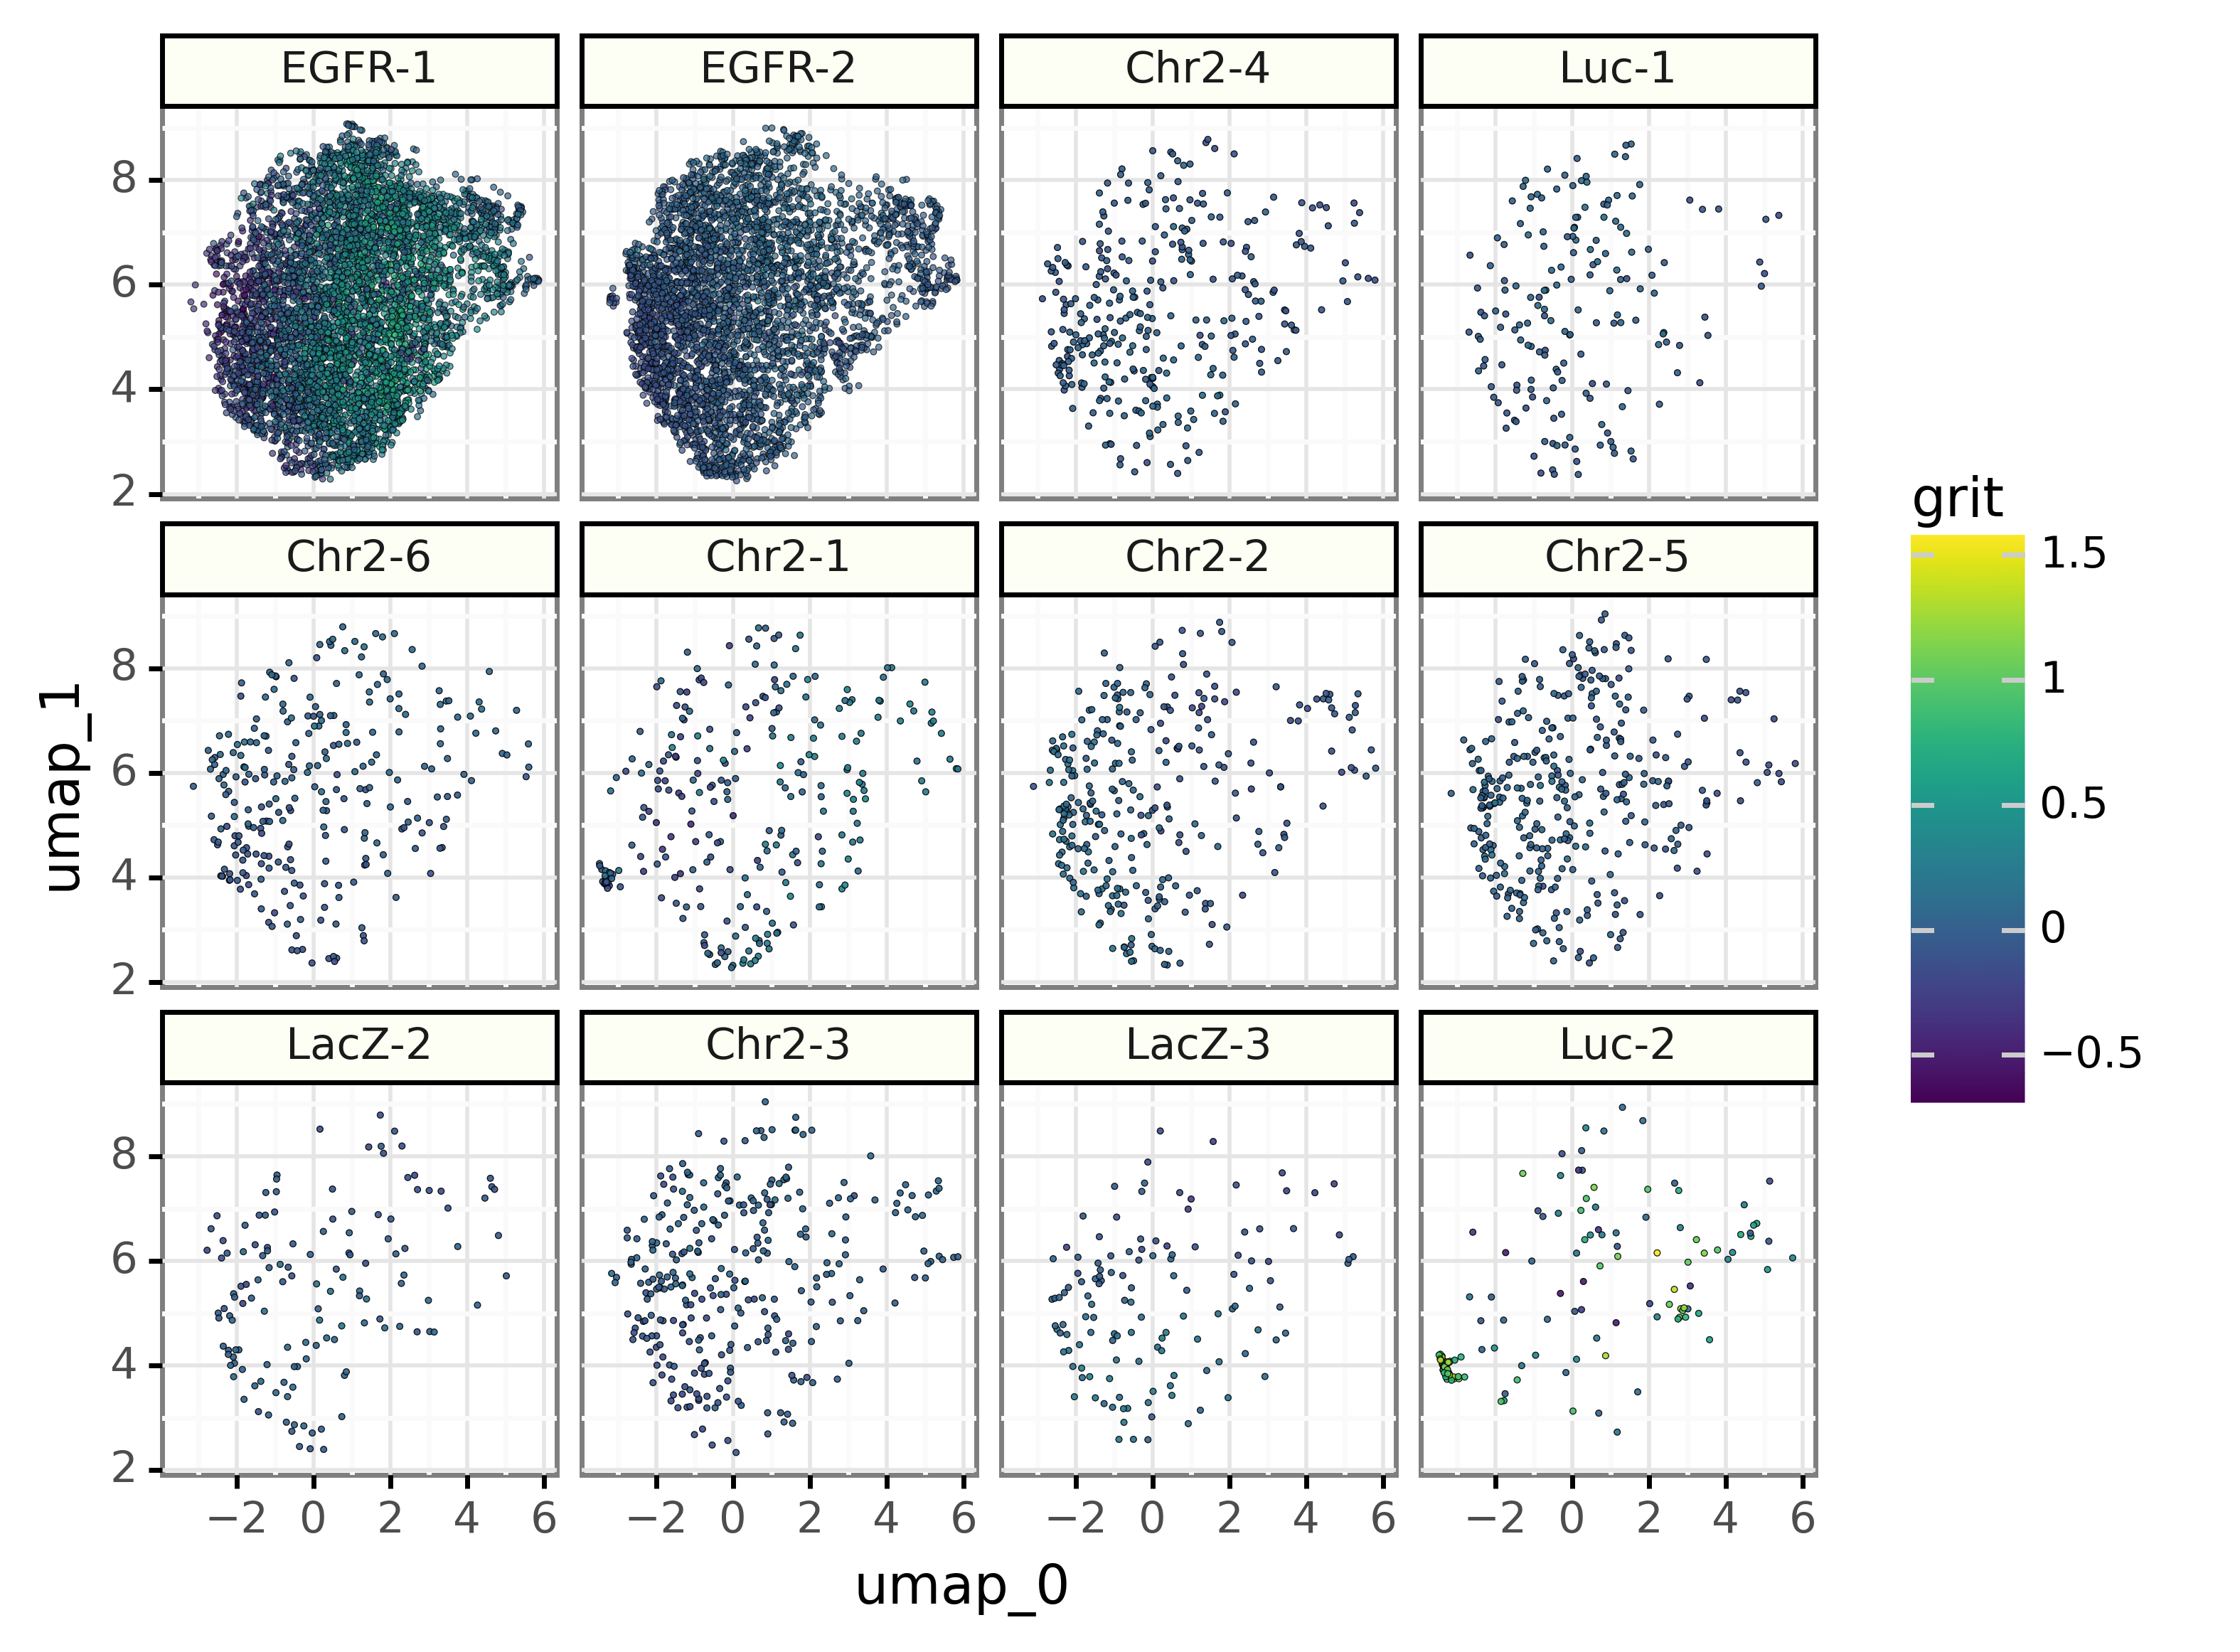 EGFR-1 EGFR-2 Chr2-4 Luc-1
8
6
4
2
Chr2-6 Chr2-1 Chr2-2 Chr2-5
8
6
4
2
LacZ-2 Chr2-3 LacZ-3 Luc-2
8
6
4
2
−2 0 2 4 6 −2 0 2 4 6 −2 0 2 4 6 −2 0 2 4 6
umap_0
umap_1
grit
1.5
1
0.5
0
−0.5